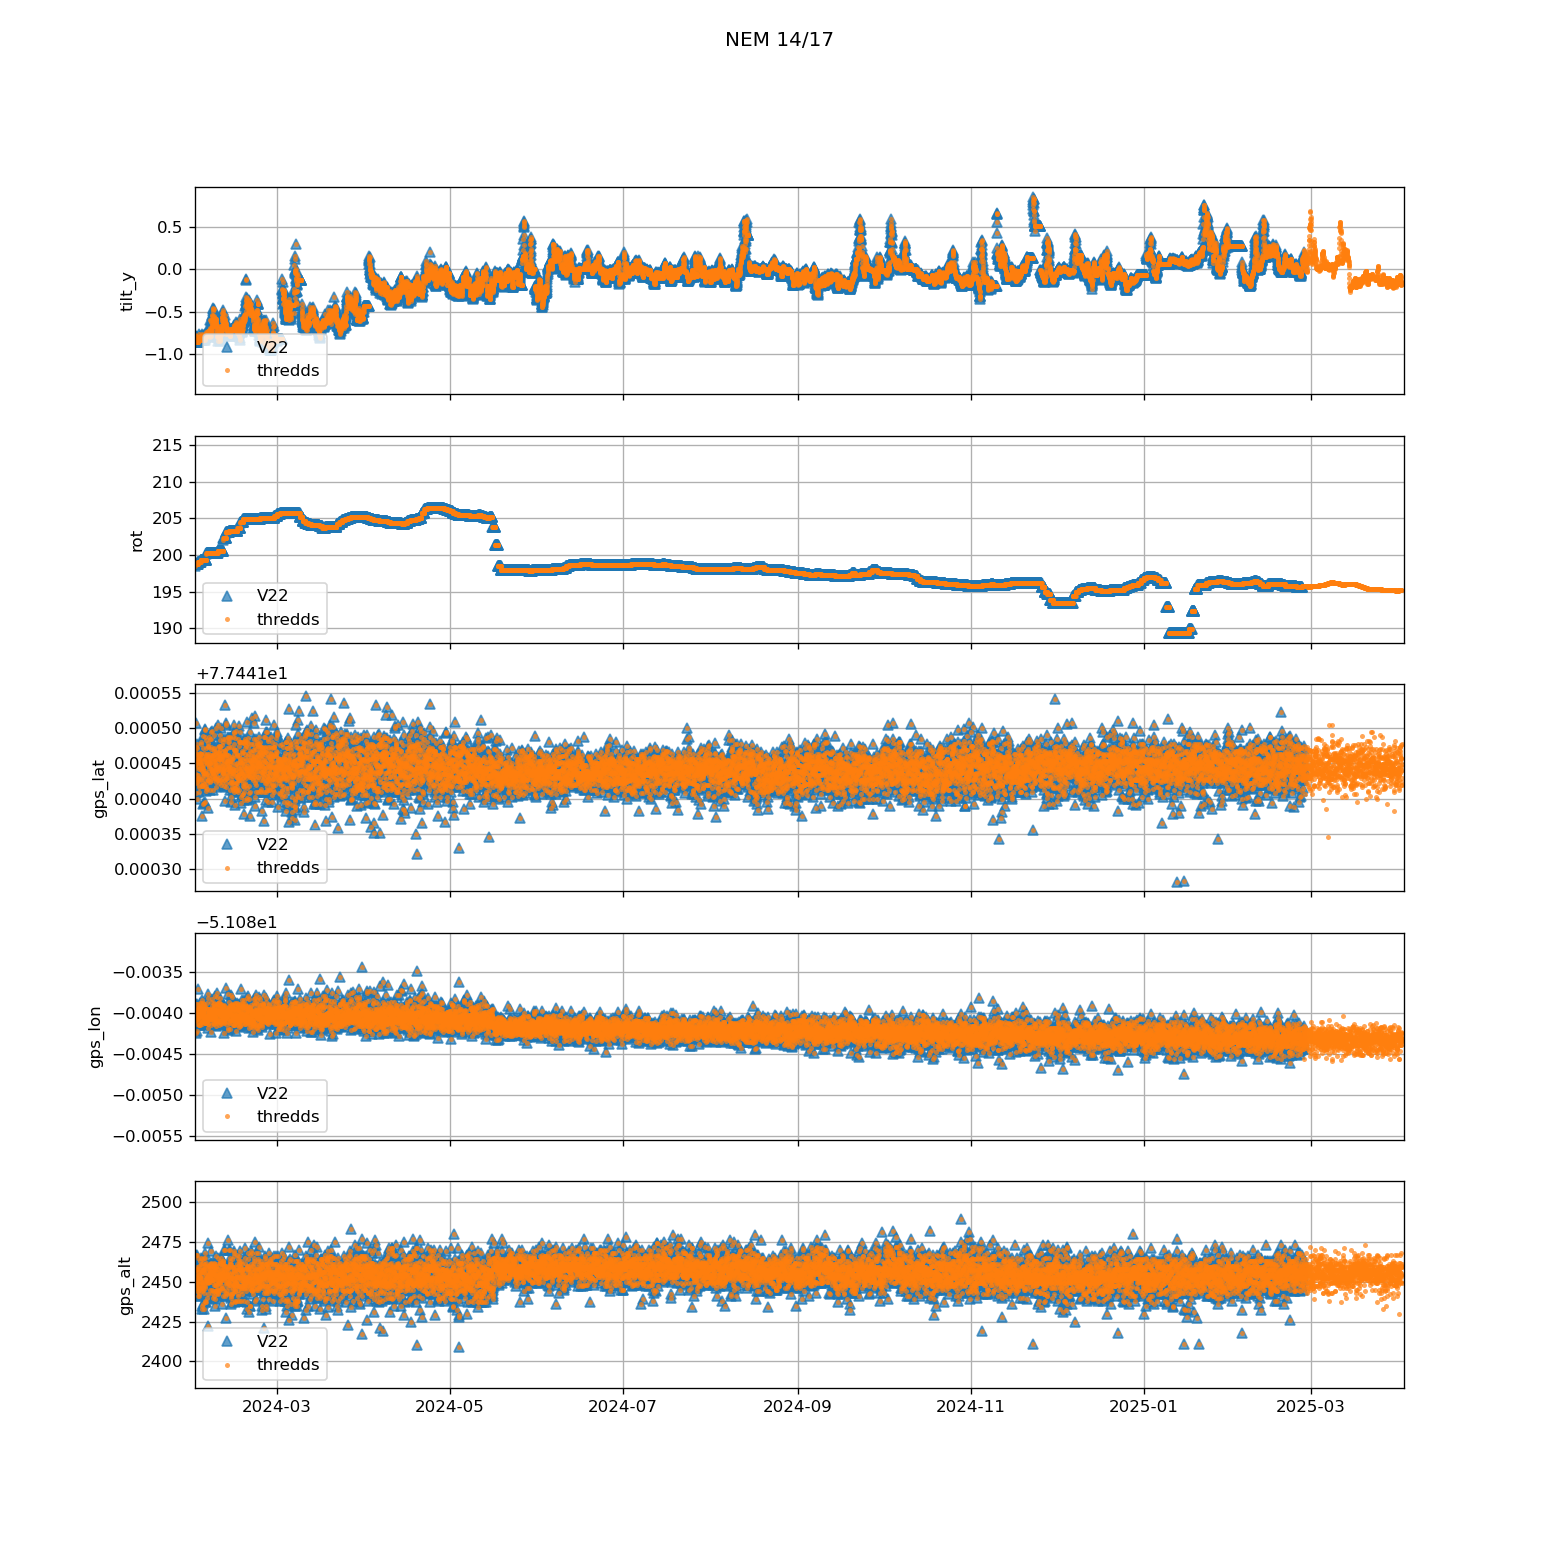 NEM 14/17
0.5
0.0
−0.5
−1.0
tilt_y
V22
thredds
215
210
205
200
195
190
rot
V22
thredds
+7.7441e1
0.00055
0.00050
0.00045
0.00040
0.00035
0.00030
gps_lat
V22
thredds
−5.108e1
−0.0035
−0.0040
−0.0045
−0.0050
−0.0055
gps_lon
V22
thredds
2500
2475
2450
2425
2400
gps_alt
V22
thredds
2024-03 2024-05 2024-07 2024-09 2024-11 2025-01 2025-03